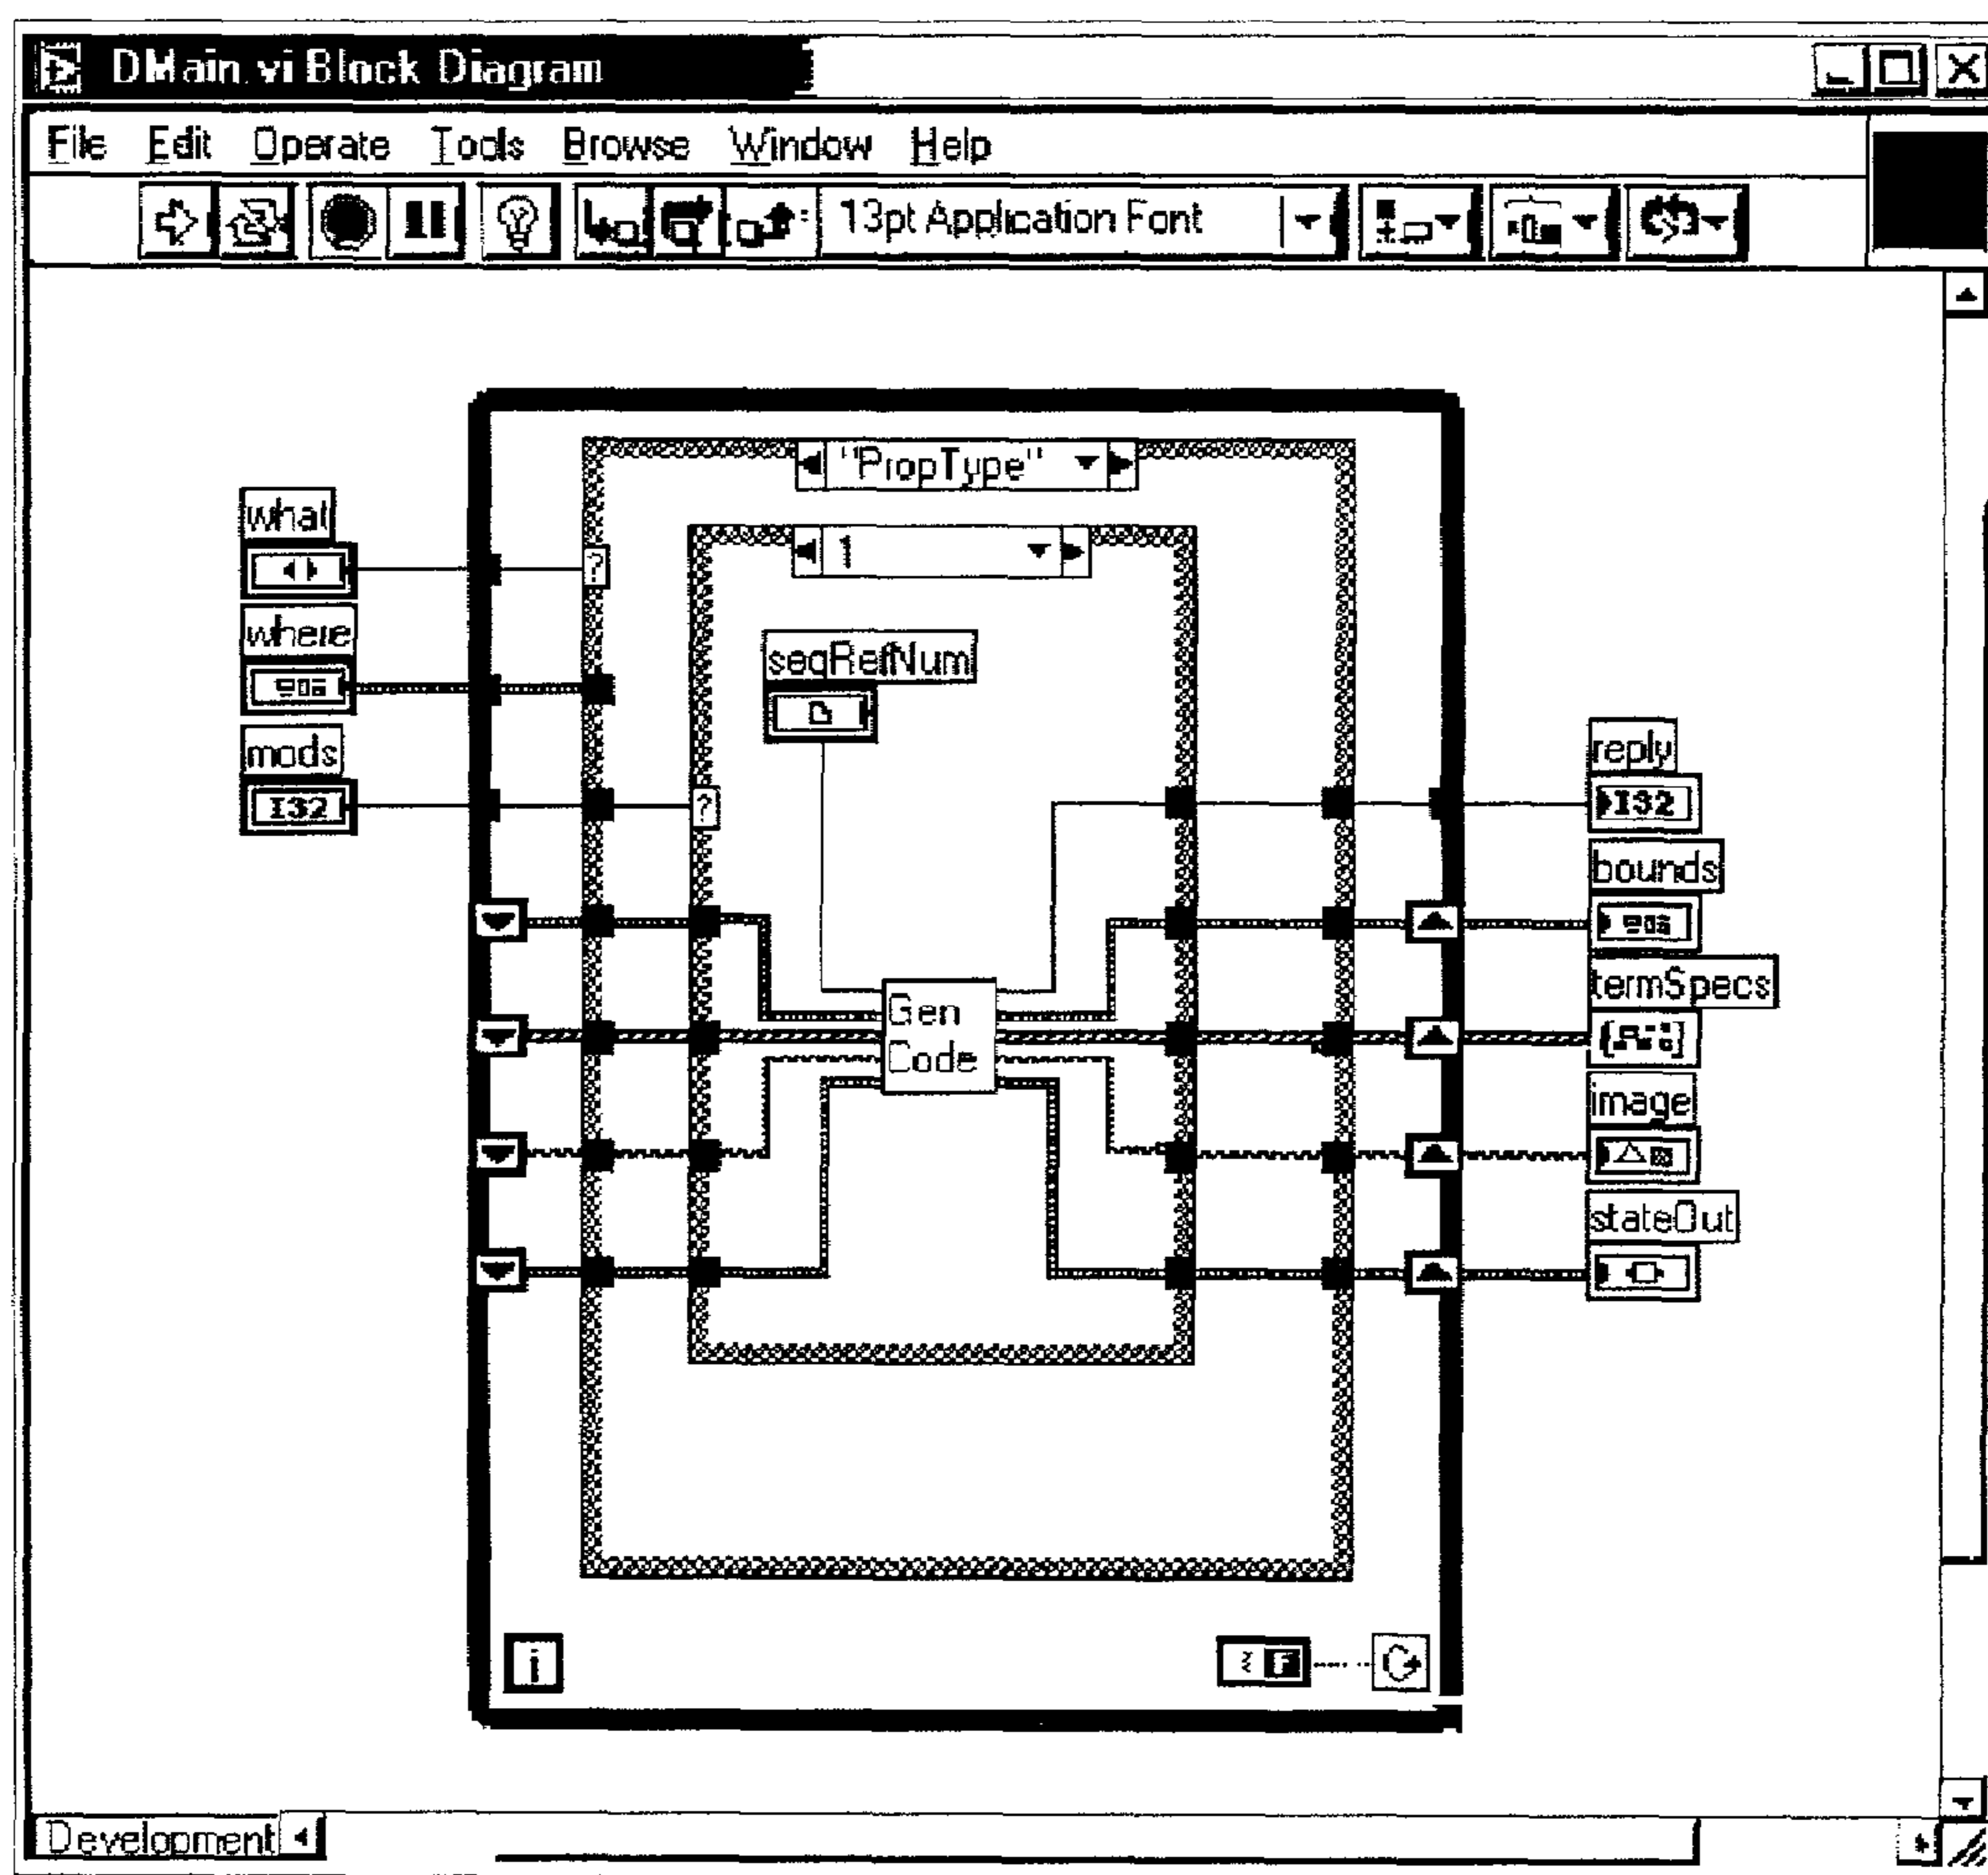 DMain.vi Block Diagram
File Edit Operate Tools Browse Window Help
13pt Application Font
"PropType"
1
what
?
where
seqRefNum
mods
I32
?
reply
I32
bounds
termSpecs
Gen
Code
image
stateOut
i
F
Development